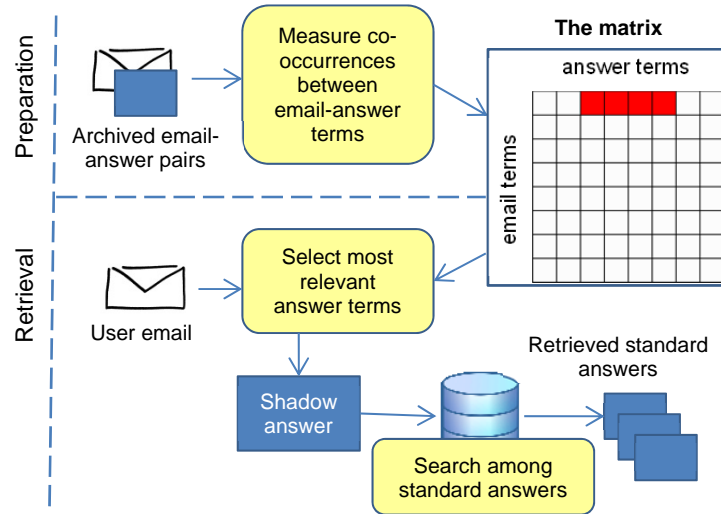 Preparation
Archived email-
answer pairs
Measure co-
occurrences
between
email-answer
terms
The matrix
answer terms
email terms
Retrieval
User email
Select most
relevant
answer terms
Shadow
answer
Search among
standard answers
Retrieved standard
answers